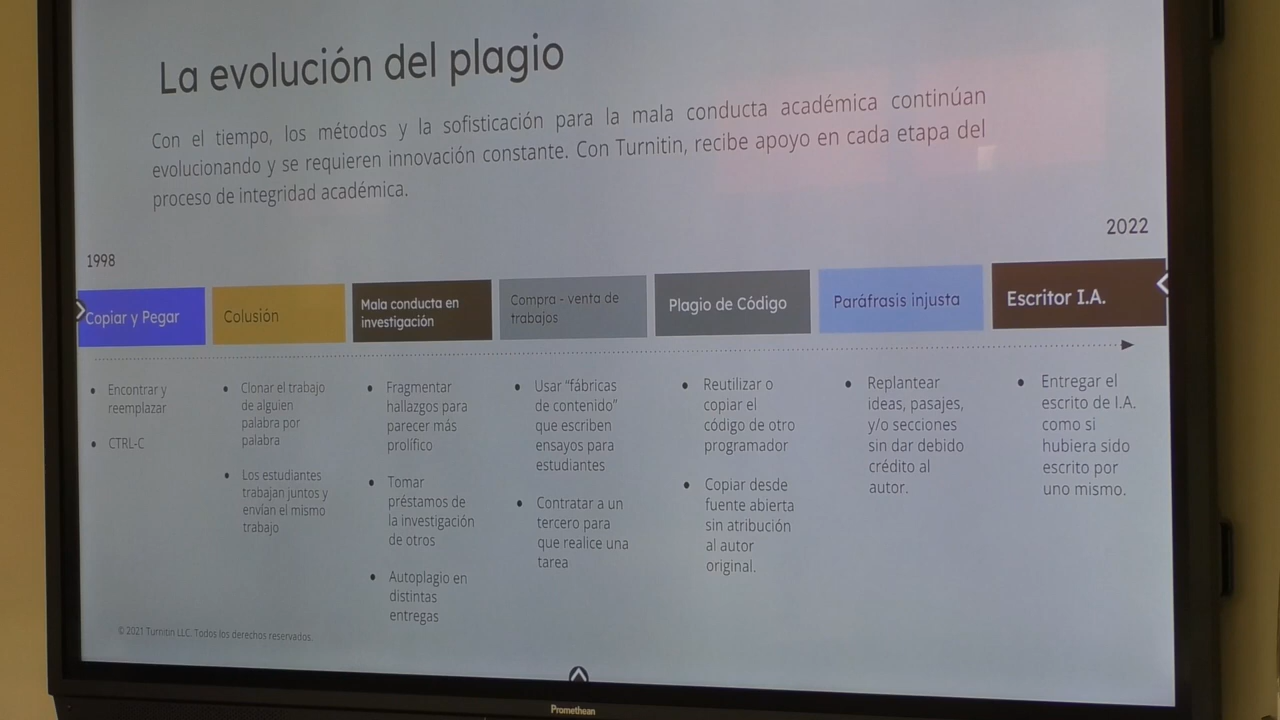 La evolución del plagio
Con el tiempo, los métodos y la sofisticación para la mala conducta académica continúan
evolucionando y se requieren innovación constante. Con Turnitin, recibe apoyo en cada etapa del
proceso de integridad académica.
1998
2022
Copiar y Pegar
Encontrar y
reemplazar
CTRL-C
Colusión
Clonar el trabajo
de alguien
palabra por
palabra
Los estudiantes
trabajan juntos y
envían el mismo
trabajo
Mala conducta en
investigación
Fragmentar
hallazgos para
parecer más
prolífico
Tomar
préstamos de
la investigación
de otros
Autoplagio en
distintas
entregas
Compra - venta de
trabajos
Usar "fábricas
de contenido"
que escriben
ensayos para
estudiantes
Contratar a un
tercero para
que realice una
tarea
Plagio de Código
Reutilizar o
copiar el
código de otro
programador
Copiar desde
fuente abierta
sin atribución
al autor
original.
Paráfrasis injusta
Replantear
ideas, pasajes,
y/o secciones
sin dar debido
crédito al
autor.
Escritor I.A.
Entregar el
escrito de I.A.
como si
hubiera sido
escrito por
uno mismo.
© 2021 Turnitin LLC. Todos los derechos reservados.
Promethean